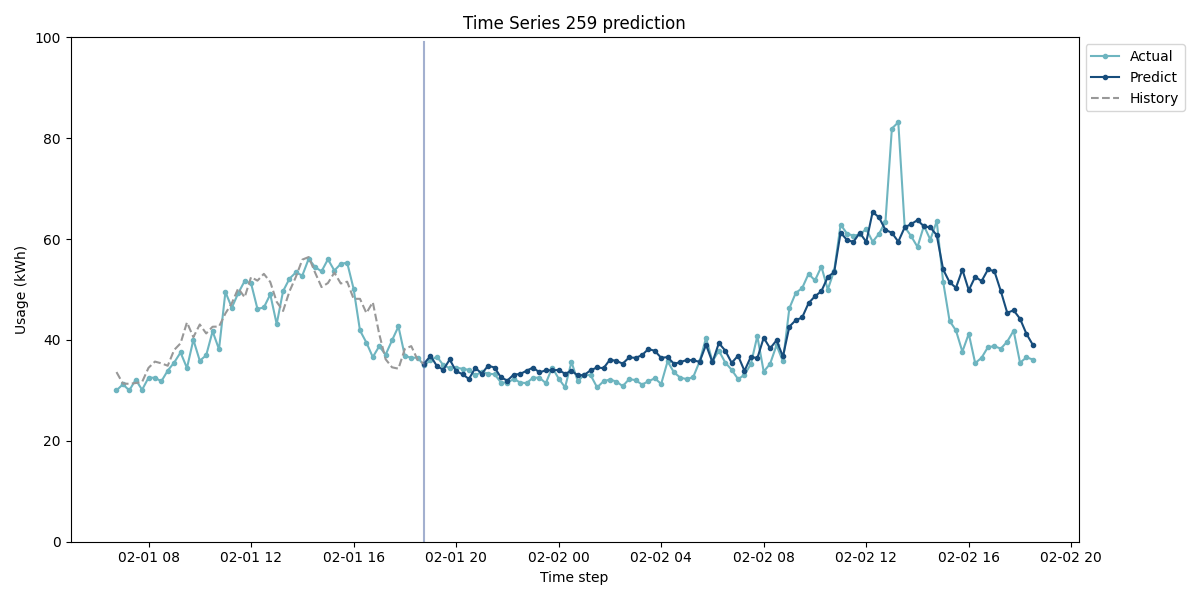 Time Series 259 prediction
Usage (kWh)
100
80
60
40
20
0
02-01 08
02-01 12
02-01 16
02-01 20
02-02 00
02-02 04
02-02 08
02-02 12
02-02 16
02-02 20
Time step
Actual
Predict
History